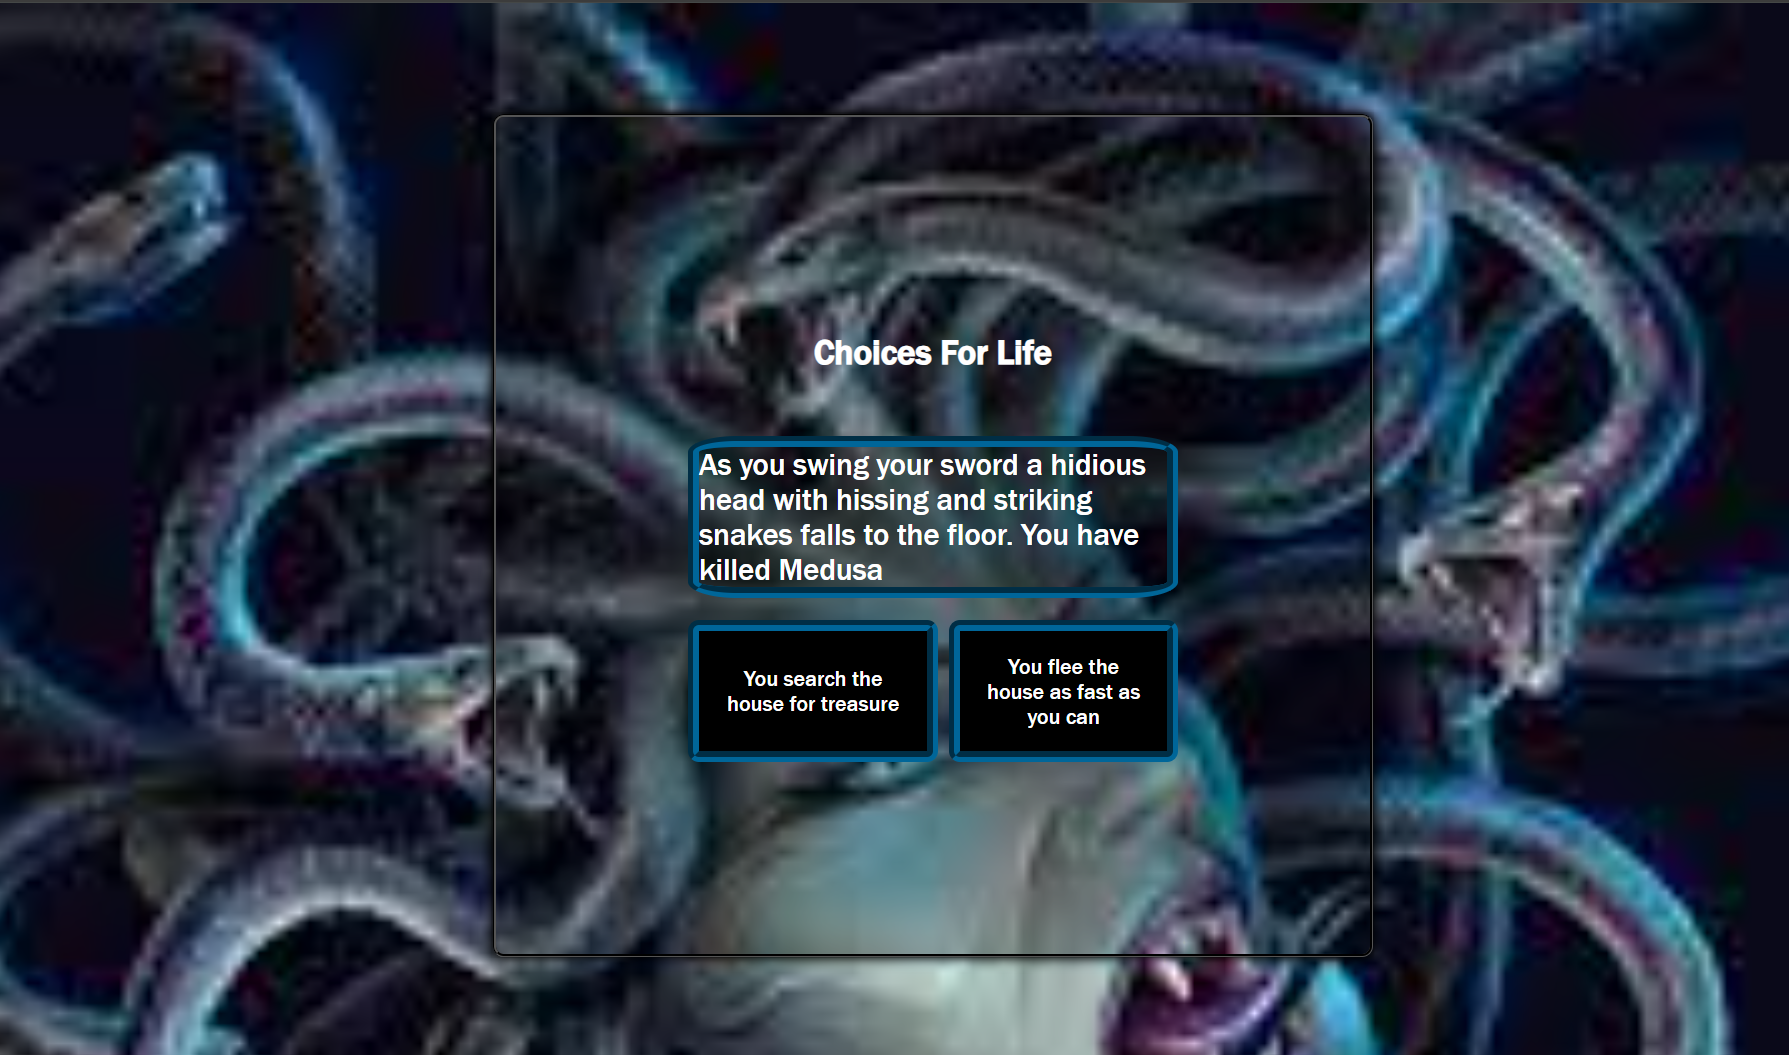 Choices For Life
As you swing your sword a hidious
head with hissing and striking
snakes falls to the floor. You have
killed Medusa
You search the
house for treasure
You flee the
house as fast as
you can